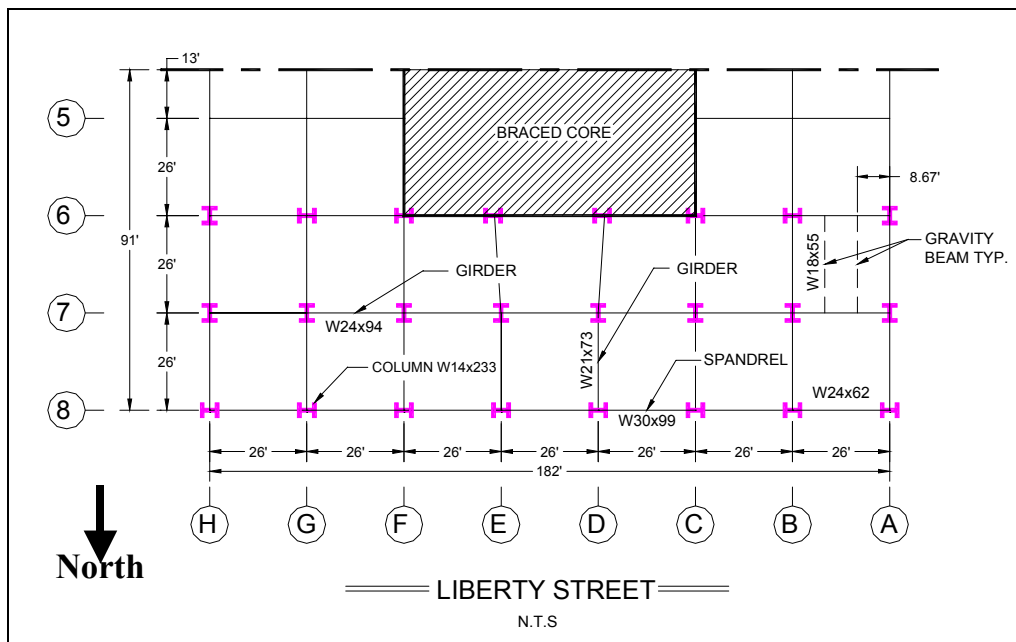 13'
5
BRACED CORE
26'
8.67'
6
91'
26'
GIRDER
GIRDER
W18x55
GRAVITY
BEAM TYP.
7
W24x94
26'
COLUMN W14x233
W21x73
SPANDREL
W24x62
8
W30x99
26' 26' 26' 26' 26' 26' 26'
182'
H G F E D C B A
North
LIBERTY STREET
N.T.S